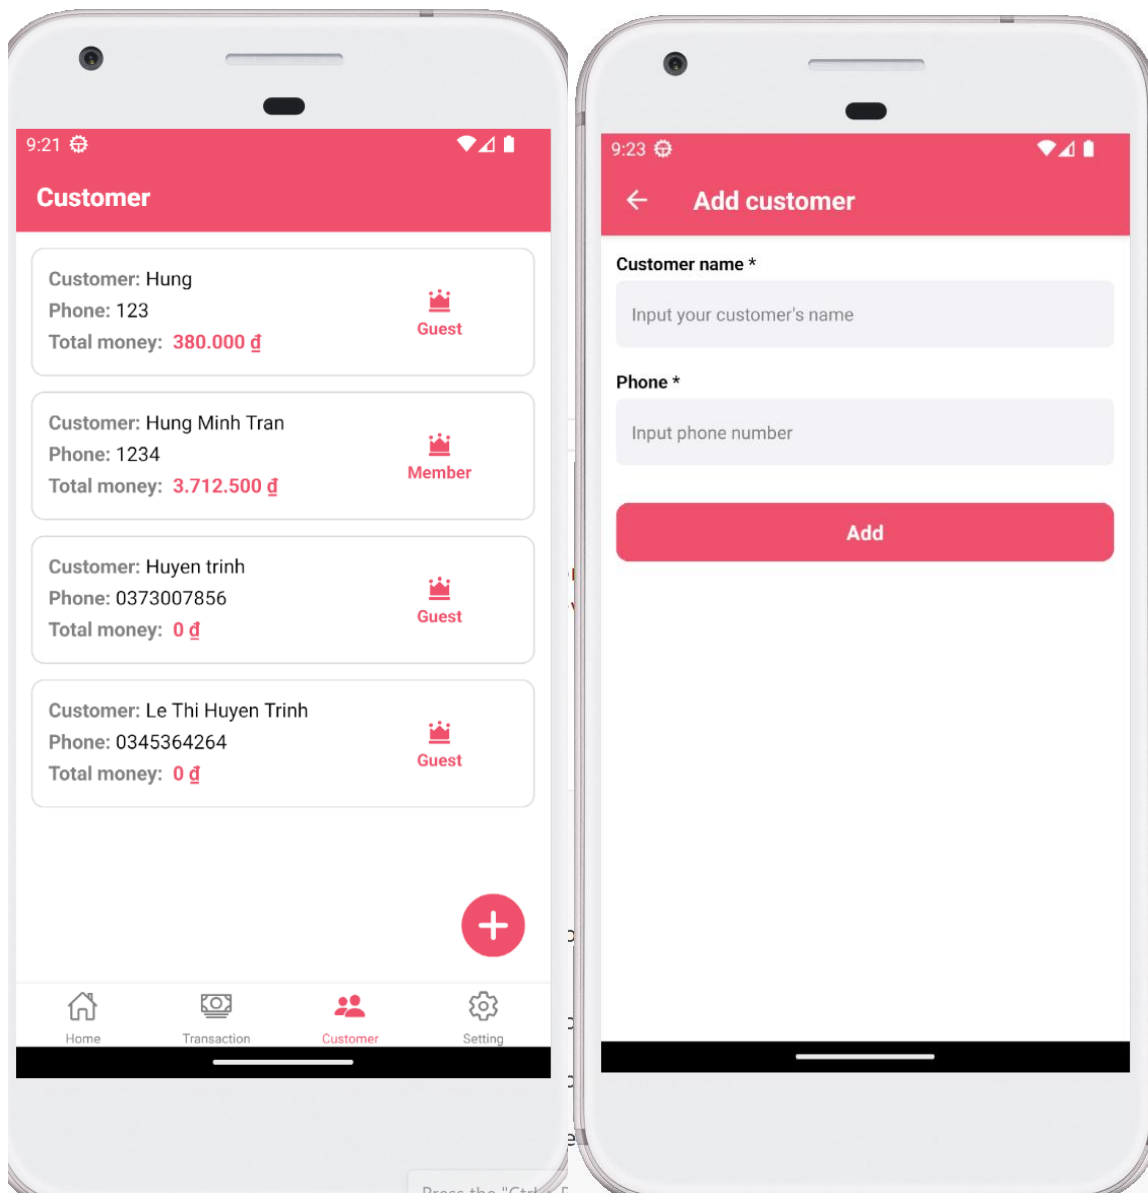 9:21
Customer
Customer: Hung
Phone: 123
Total money: 380.000 ₫
Guest
Customer: Hung Minh Tran
Phone: 1234
Total money: 3.712.500 ₫
Member
Customer: Huyen trinh
Phone: 0373007856
Total money: 0 ₫
Guest
Customer: Le Thi Huyen Trinh
Phone: 0345364264
Total money: 0 ₫
Guest
Home
Transaction
Customer
Setting
9:23
Add customer
Customer name *
Input your customer's name
Phone *
Input phone number
Add
Press the "Ctrl